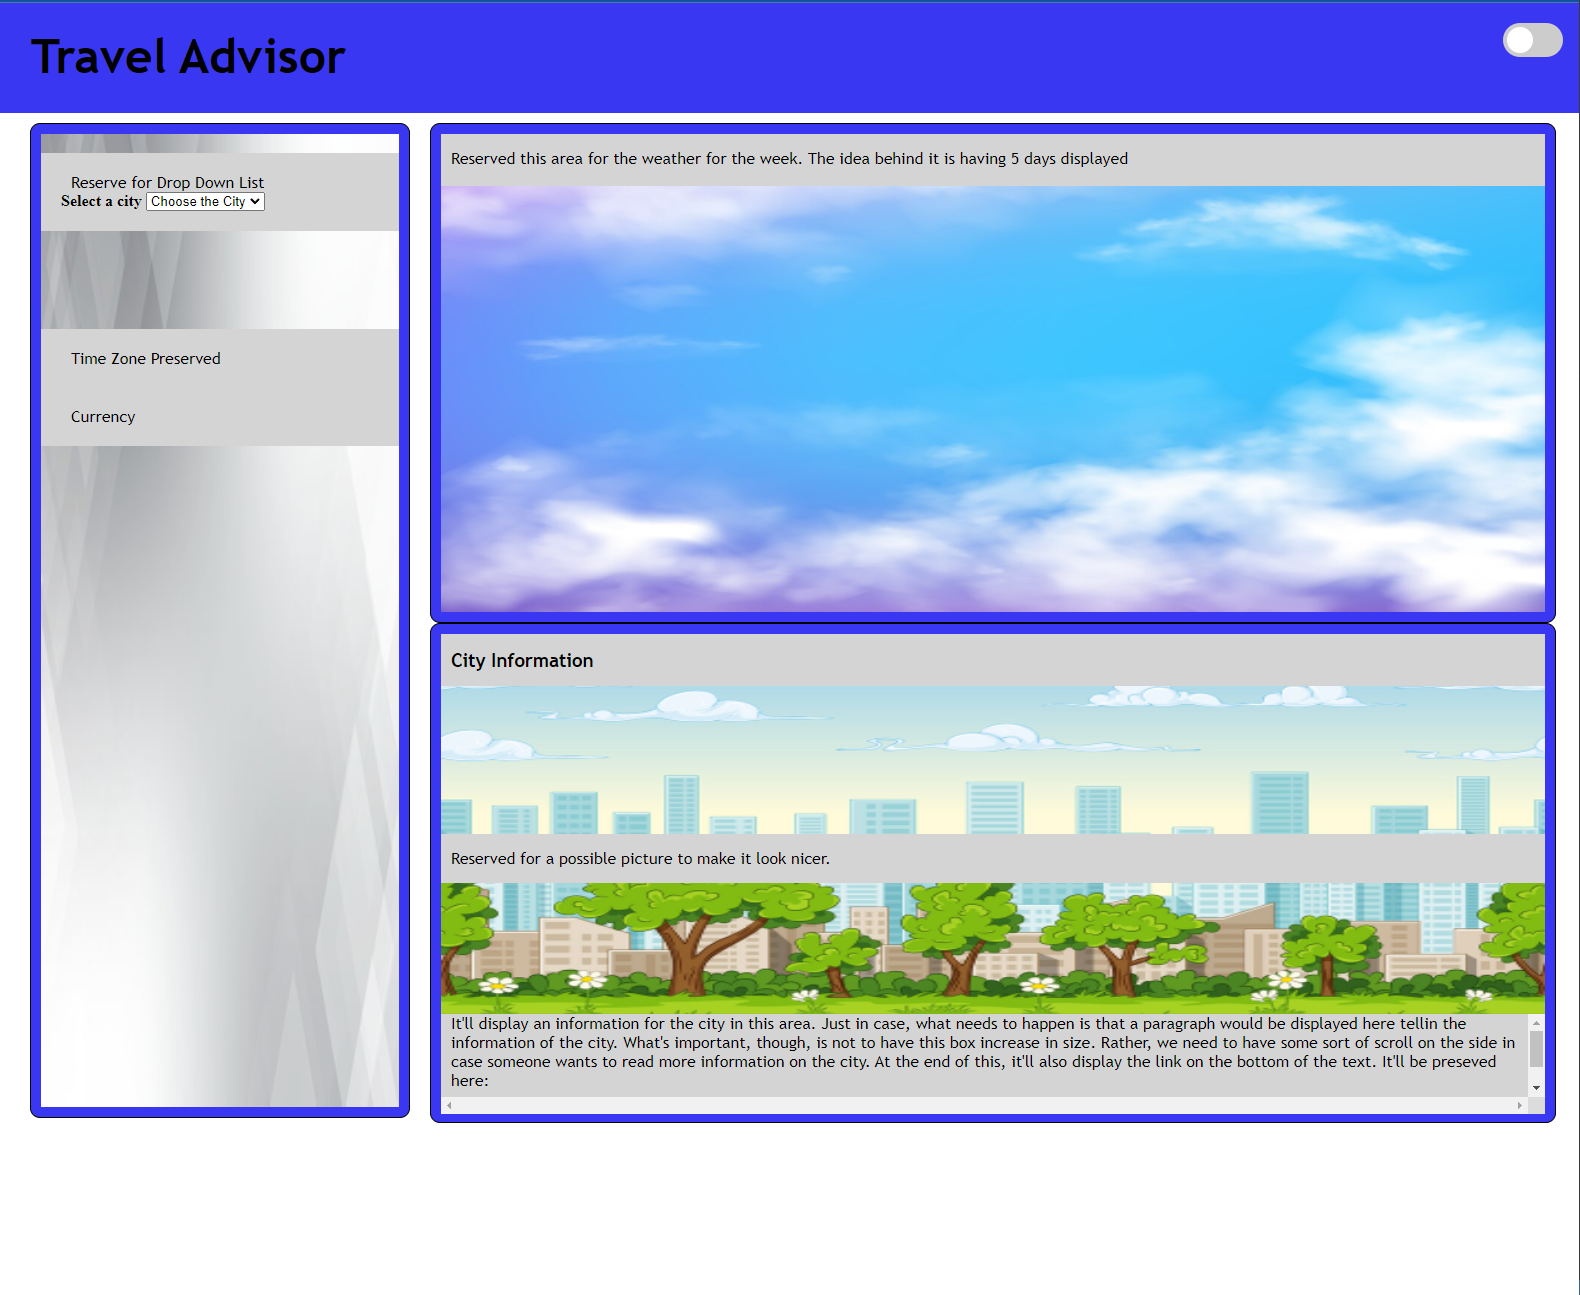 Travel Advisor
Reserve for Drop Down List
Select a city Choose the City
Time Zone Preserved
Currency
Reserved this area for the weather for the week. The idea behind it is having 5 days displayed
City Information
Reserved for a possible picture to make it look nicer.
It'll display an information for the city in this area. Just in case, what needs to happen is that a paragraph would be displayed here tellin the
information of the city. What's important, though, is not to have this box increase in size. Rather, we need to have some sort of scroll on the side in
case someone wants to read more information on the city. At the end of this, it'll also display the link on the bottom of the text. It'll be preseved
here: